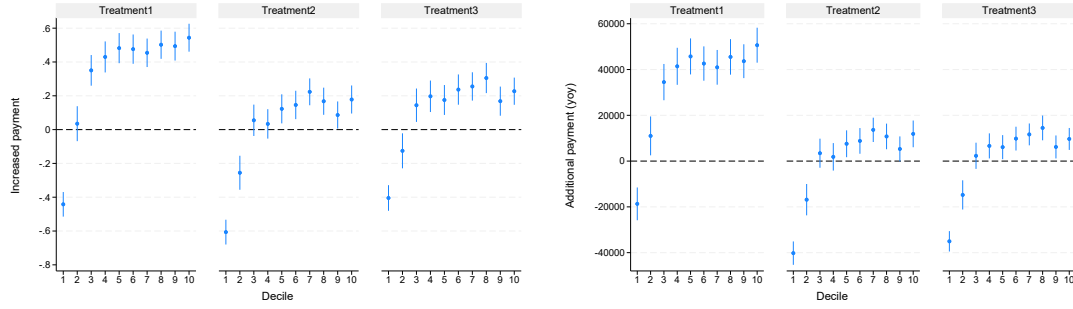 Treatment1 Treatment2 Treatment3
Increased payment
.6
.4
.2
0
-.2
-.4
-.6
-.8
1 2 3 4 5 6 7 8 9 10 1 2 3 4 5 6 7 8 9 10 1 2 3 4 5 6 7 8 9 10
Decile
Treatment1 Treatment2 Treatment3
Additional payment (yoy)
60000
40000
20000
0
-20000
-40000
1 2 3 4 5 6 7 8 9 10 1 2 3 4 5 6 7 8 9 10 1 2 3 4 5 6 7 8 9 10
Decile